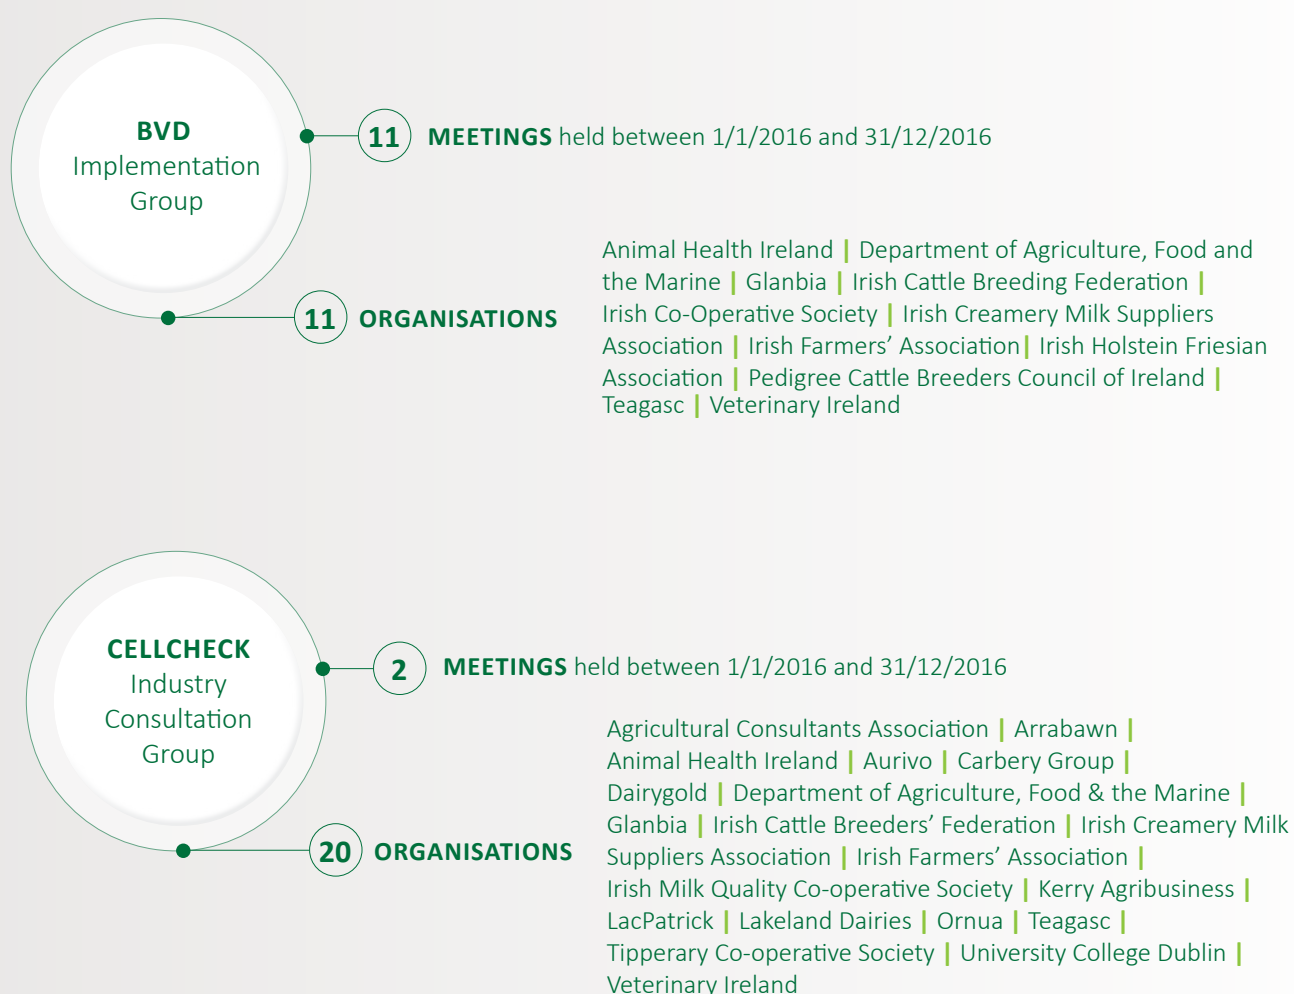 BVD
Implementation
Group
11 MEETINGS held between 1/1/2016 and 31/12/2016
11 ORGANISATIONS
Animal Health Ireland | Department of Agriculture, Food and
the Marine | Glanbia | Irish Cattle Breeding Federation |
Irish Co-Operative Society | Irish Creamery Milk Suppliers
Association | Irish Farmers’ Association| Irish Holstein Friesian
Association | Pedigree Cattle Breeders Council of Ireland |
Teagasc | Veterinary Ireland
CELLCHECK
Industry
Consultation
Group
2 MEETINGS held between 1/1/2016 and 31/12/2016
20 ORGANISATIONS
Agricultural Consultants Association | Arrabawn |
Animal Health Ireland | Aurivo | Carbery Group |
Dairygold | Department of Agriculture, Food & the Marine |
Glanbia | Irish Cattle Breeders’ Federation | Irish Creamery Milk
Suppliers Association | Irish Farmers’ Association |
Irish Milk Quality Co-operative Society | Kerry Agribusiness |
LacPatrick | Lakeland Dairies | Ornua | Teagasc |
Tipperary Co-operative Society | University College Dublin |
Veterinary Ireland